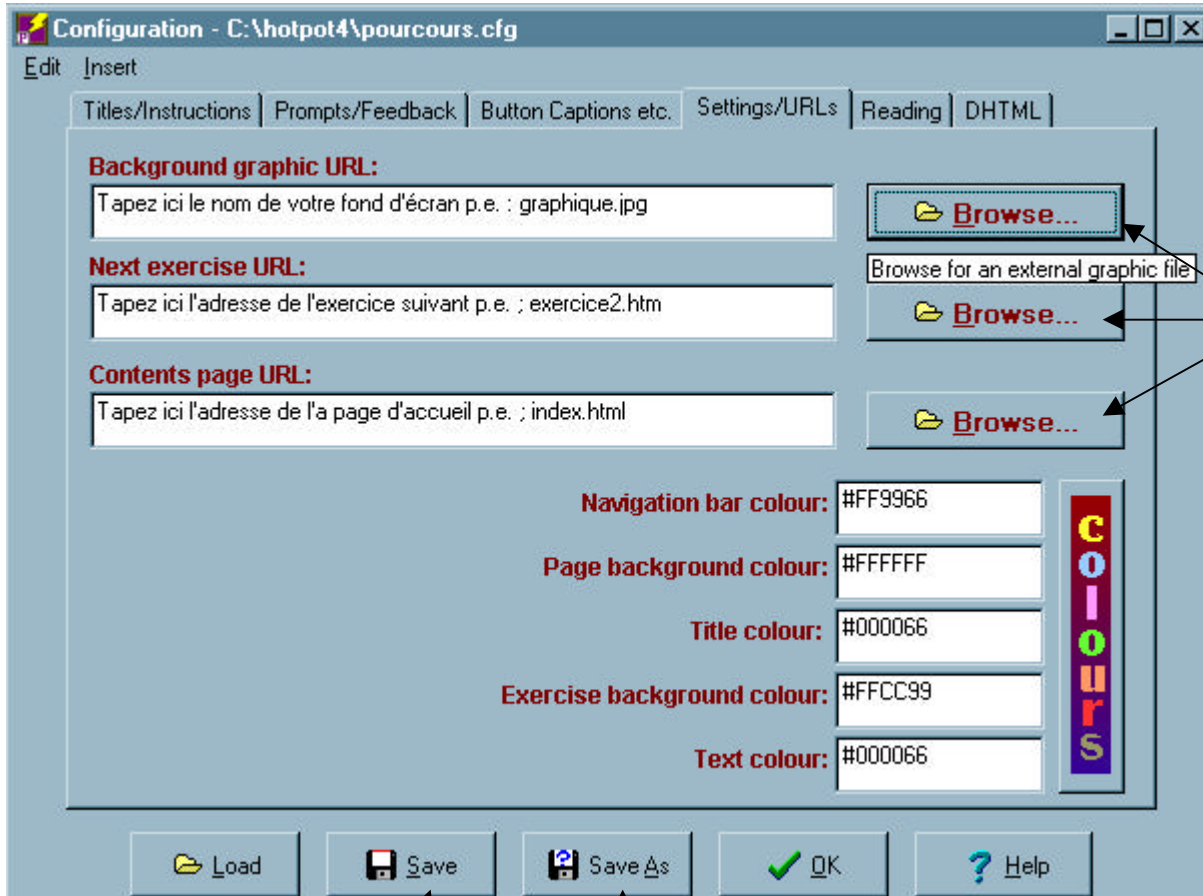 Configuration - C:\hotpot4\pourcours.cfg
Edit Insert
Titles/Instructions Prompts/Feedback Button Captions etc. Settings/URLs Reading DHTML
Background graphic URL:
Tapez ici le nom de votre fond d'écran p.e. : graphique.jpg
Browse...
Next exercise URL:
Browse for an external graphic file
Tapez ici l'adresse de l'exercice suivant p.e. ; exercice2.htm
Browse...
Contents page URL:
Tapez ici l'adresse de l'a page d'accueil p.e. ; index.html
Browse...
Navigation bar colour: #FF9966
Page background colour: #FFFFFF
Title colour: #000066
Exercise background colour: #FFCC99
Text colour: #000066
Colours
Load Save Save As OK Help